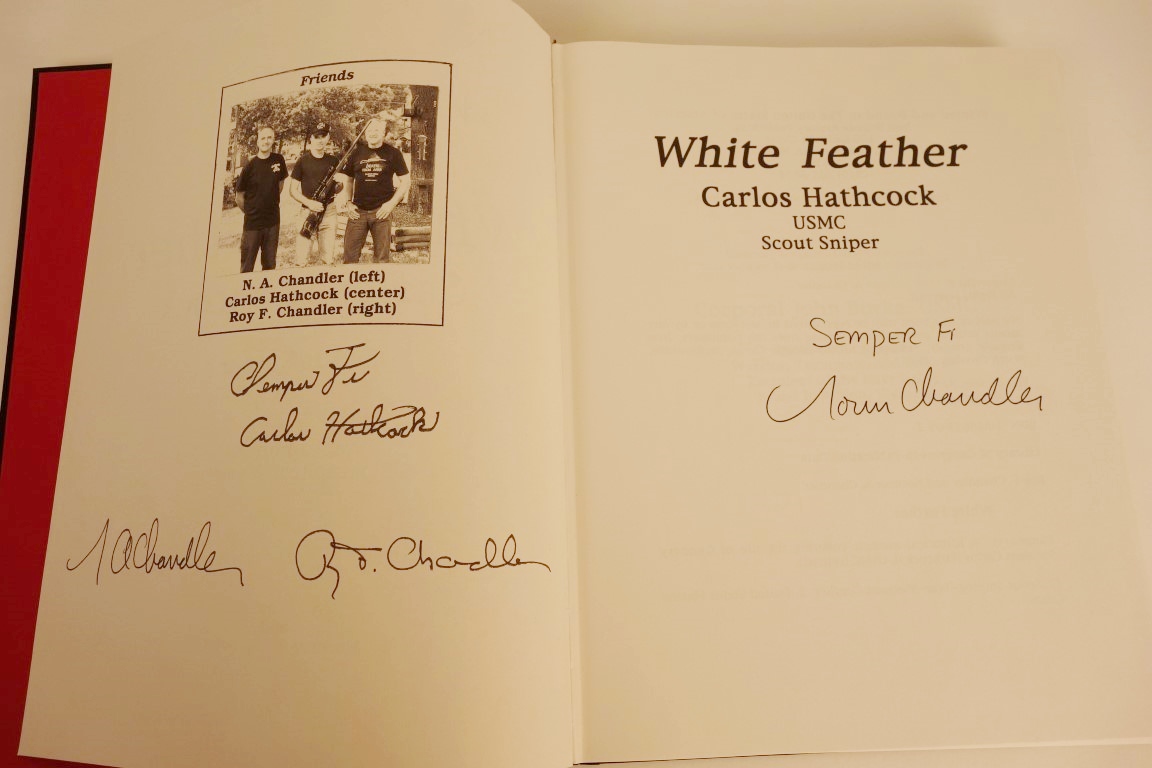 Friends
N. A. Chandler (left)
Carlos Hathcock (center)
Roy F. Chandler (right)
Semper Fi
Carlos Hathcock
N A Chandler
R. F. Chandler
White Feather
Carlos Hathcock
USMC
Scout Sniper
SEMPER Fi
Norm Chandler